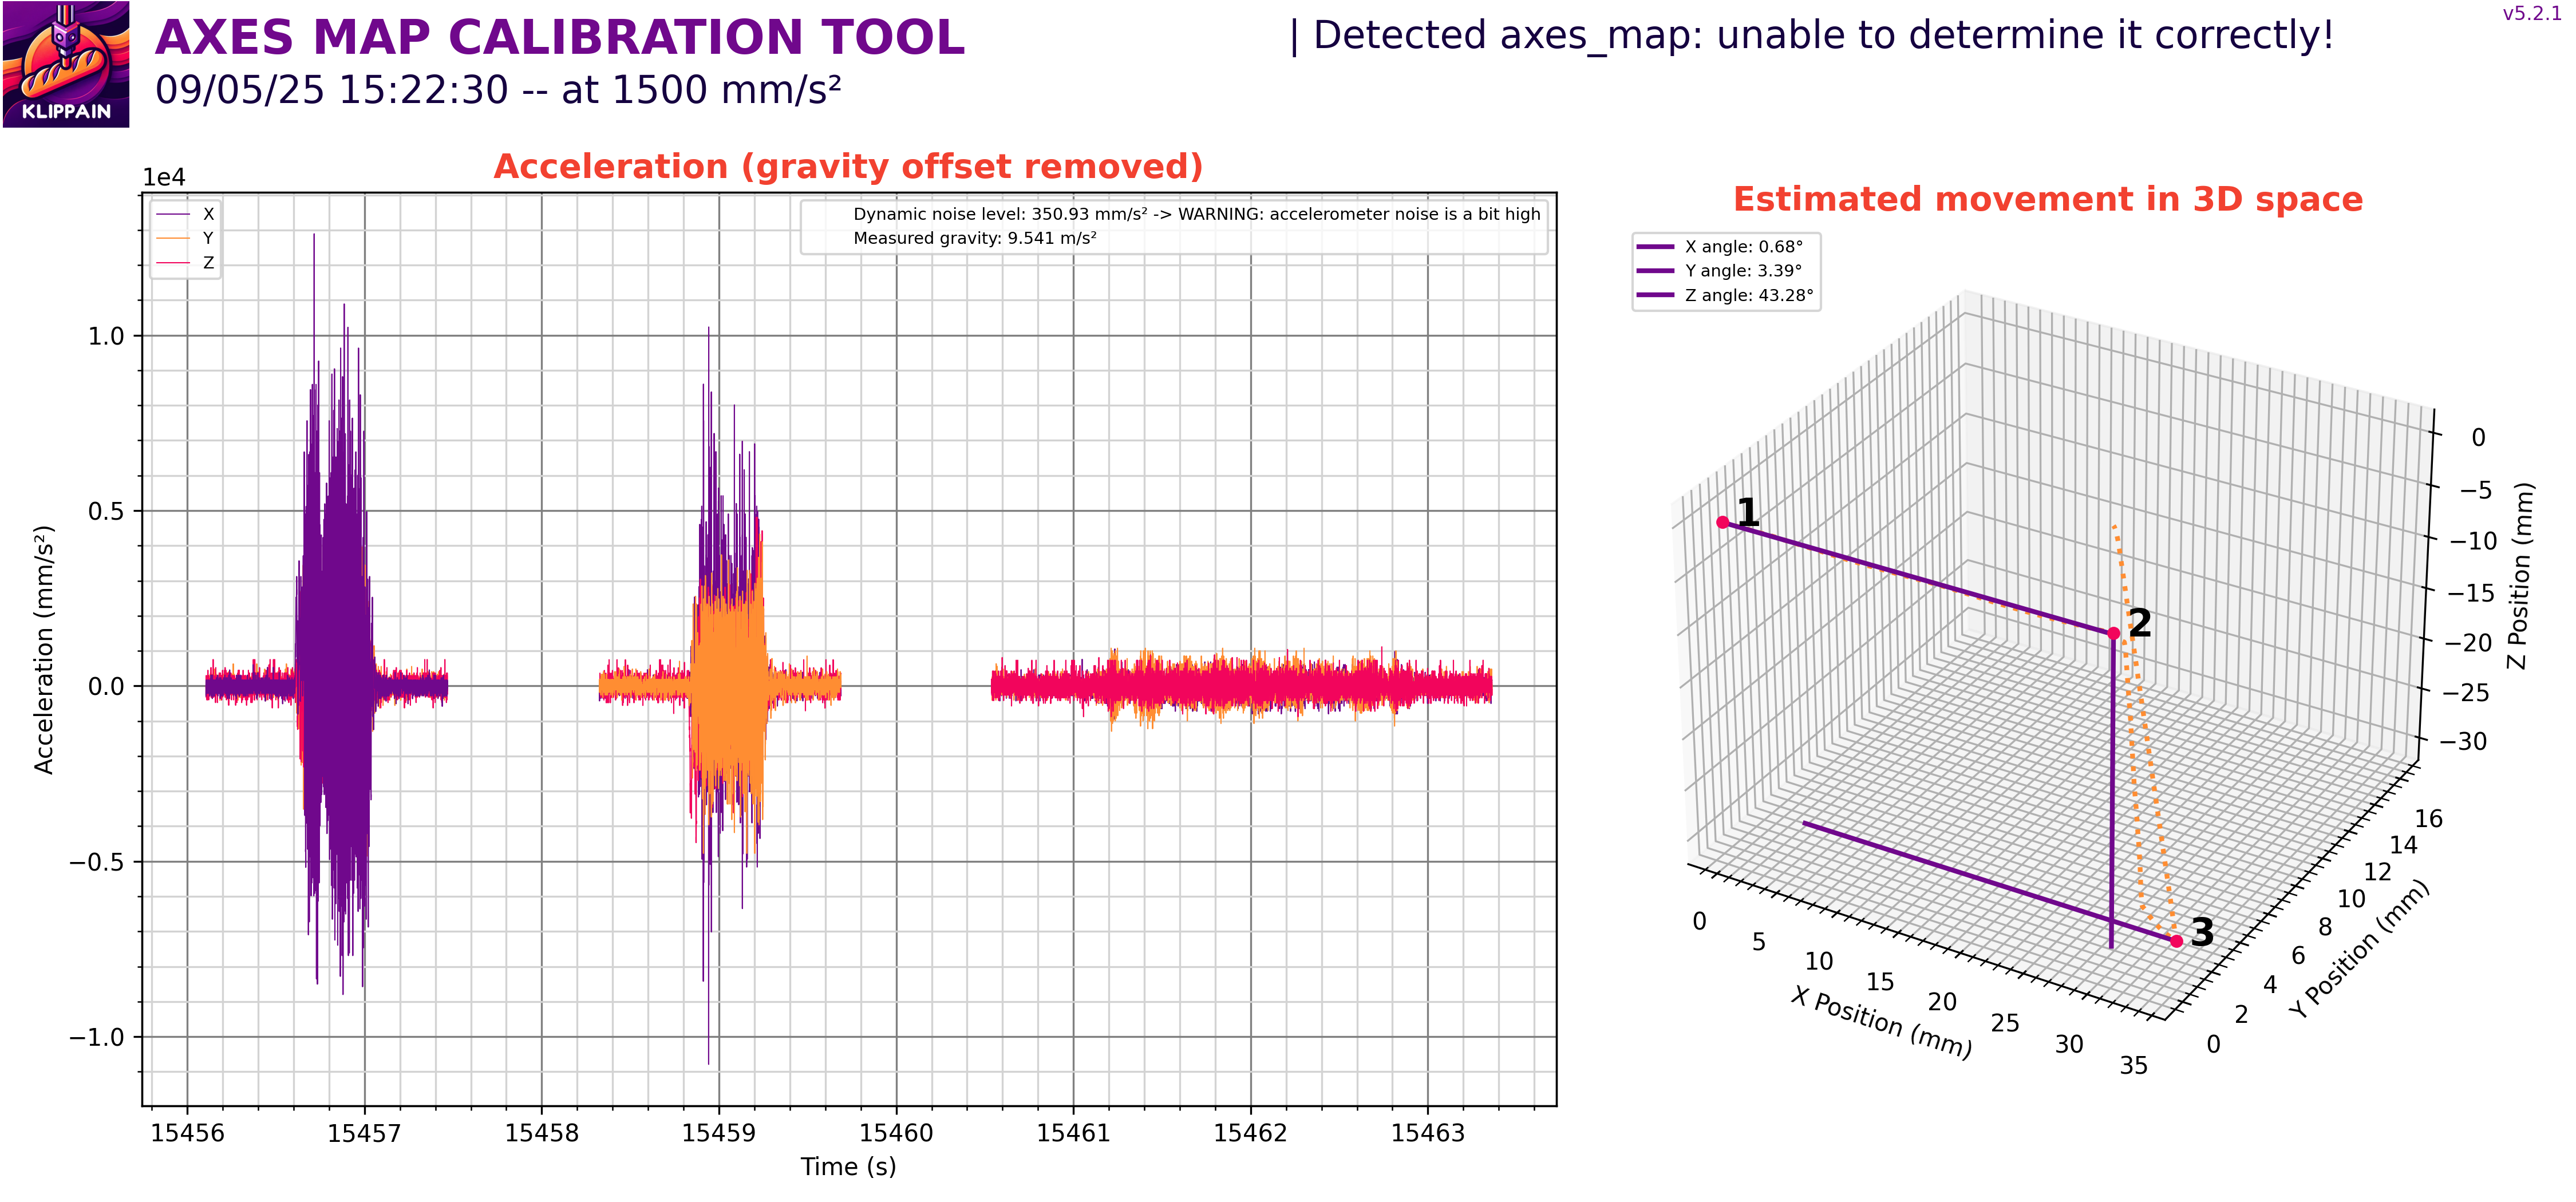 KLIPPAIN
AXES MAP CALIBRATION TOOL
09/05/25 15:22:30 -- at 1500 mm/s²
| Detected axes_map: unable to determine it correctly!
v5.2.1
Acceleration (gravity offset removed)
1e4
X
Y
Z
Dynamic noise level: 350.93 mm/s² -> WARNING: accelerometer noise is a bit high
Measured gravity: 9.541 m/s²
Acceleration (mm/s²)
1.0
0.5
0.0
−0.5
−1.0
15456
15457
15458
15459
15460
15461
15462
15463
Time (s)
Estimated movement in 3D space
X angle: 0.68°
Y angle: 3.39°
Z angle: 43.28°
1
2
3
0
−5
−10
−15
−20
−25
−30
Z Position (mm)
16
14
12
10
8
6
4
2
0
Y Position (mm)
0
5
10
15
20
25
30
35
X Position (mm)